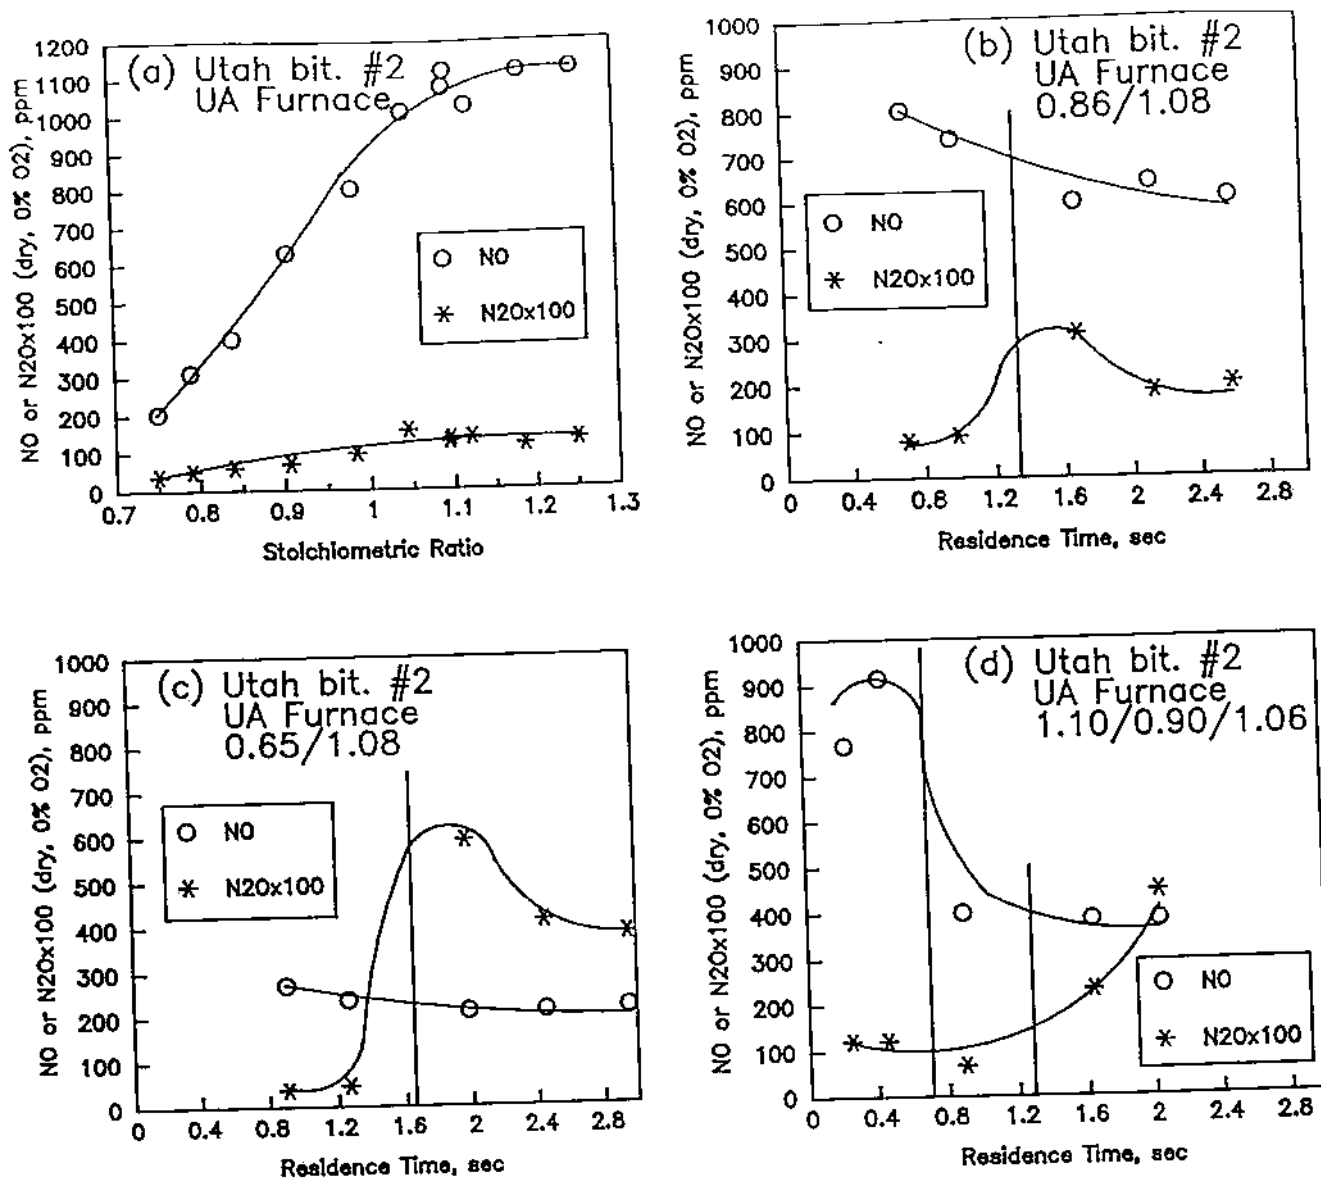 (a) Utah bit. #2
UA Furnace
NO or N2Ox100 (dry, 0% O2), ppm
1200
1100
1000
900
800
700
600
500
400
300
200
100
0
NO
N2Ox100
0.7 0.8 0.9 1 1.1 1.2 1.3
Stoichiometric Ratio
(b) Utah bit. #2
UA Furnace
0.86/1.08
NO or N2Ox100 (dry, 0% O2), ppm
1000
900
800
700
600
500
400
300
200
100
0
NO
N2Ox100
0 0.4 0.8 1.2 1.6 2 2.4 2.8
Residence Time, sec
(c) Utah bit. #2
UA Furnace
0.65/1.08
NO or N2Ox100 (dry, 0% O2), ppm
1000
900
800
700
600
500
400
300
200
100
0
NO
N2Ox100
0 0.4 0.8 1.2 1.6 2 2.4 2.8
Residence Time, sec
(d) Utah bit. #2
UA Furnace
1.10/0.90/1.06
NO or N2Ox100 (dry, 0% O2), ppm
1000
900
800
700
600
500
400
300
200
100
0
NO
N2Ox100
0 0.4 0.8 1.2 1.6 2 2.4 2.8
Residence Time, sec